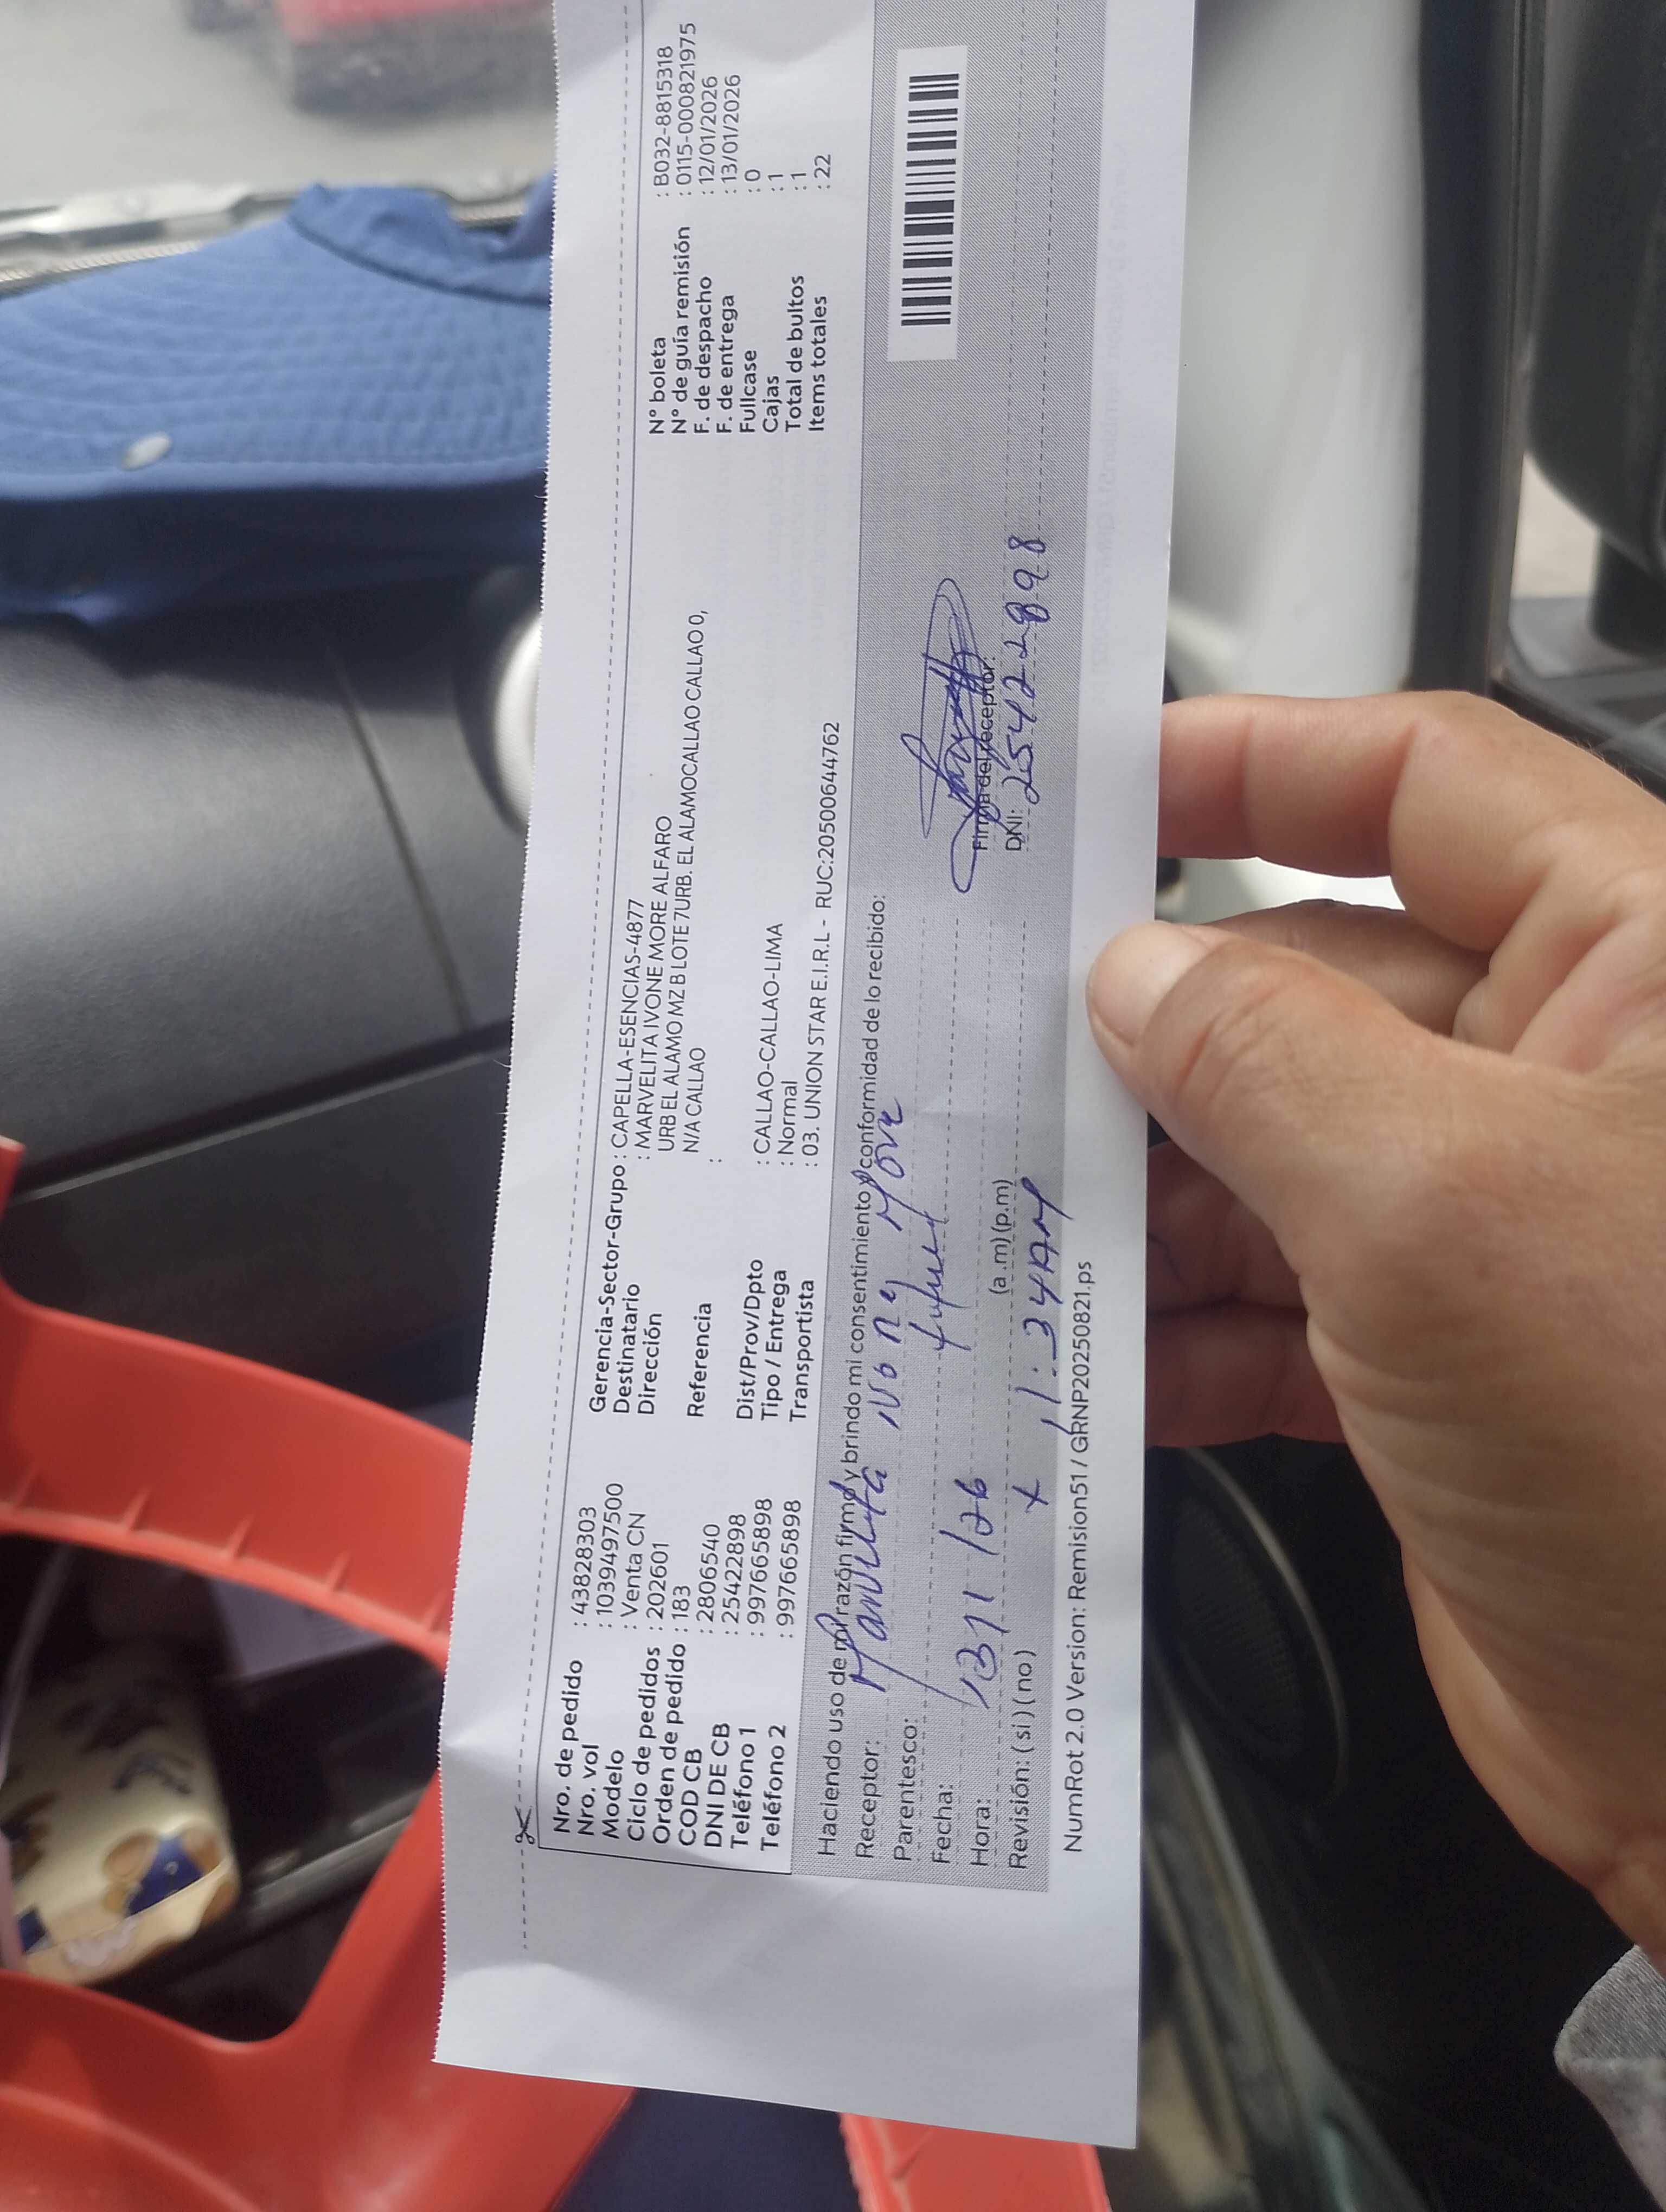 Nro. de pedido : 43828303
Nro. vol : 1039497500
Modelo : Venta CN
Ciclo de pedidos : 202601
Orden de pedido : 183
COD CB : 2806540
DNI DE CB : 25422898
Teléfono 1 : 997665898
Teléfono 2 : 997665898
Gerencia-Sector-Grupo : CAPELLA-ESENCIAS-4877
Destinatario : MARVELITA IVONE MORE ALFARO
Dirección URB EL ALAMO MZ B LOTE 7URB. EL ALAMOCALLAO CALLAO 0,
N/A CALLAO
Referencia :
Dist/Prov/Dpto : CALLAO-CALLAO-LIMA
Tipo / Entrega : Normal
Transportista : 03. UNION STAR E.I.R.L - RUC:20500644762
N° boleta : B032-8815318
N° de guía remisión : 0115-000821975
F. de despacho : 12/01/2026
F. de entrega : 13/01/2026
Fullcase : 0
Cajas : 1
Total de bultos : 1
Items totales : 22
Haciendo uso de mi razón firmo y brindo mi consentimiento y conformidad de lo recibido:
Receptor: Marvelita Ivone More
Parentesco:
Fecha: 13/1/26
Hora: (a .m) (p.m)
Revisión: ( si ) ( no ) x 11:34AM
Firma del receptor:
DNI: 25422898
NumRot 2.0 Version: Remision51 / GRNP20250821.ps